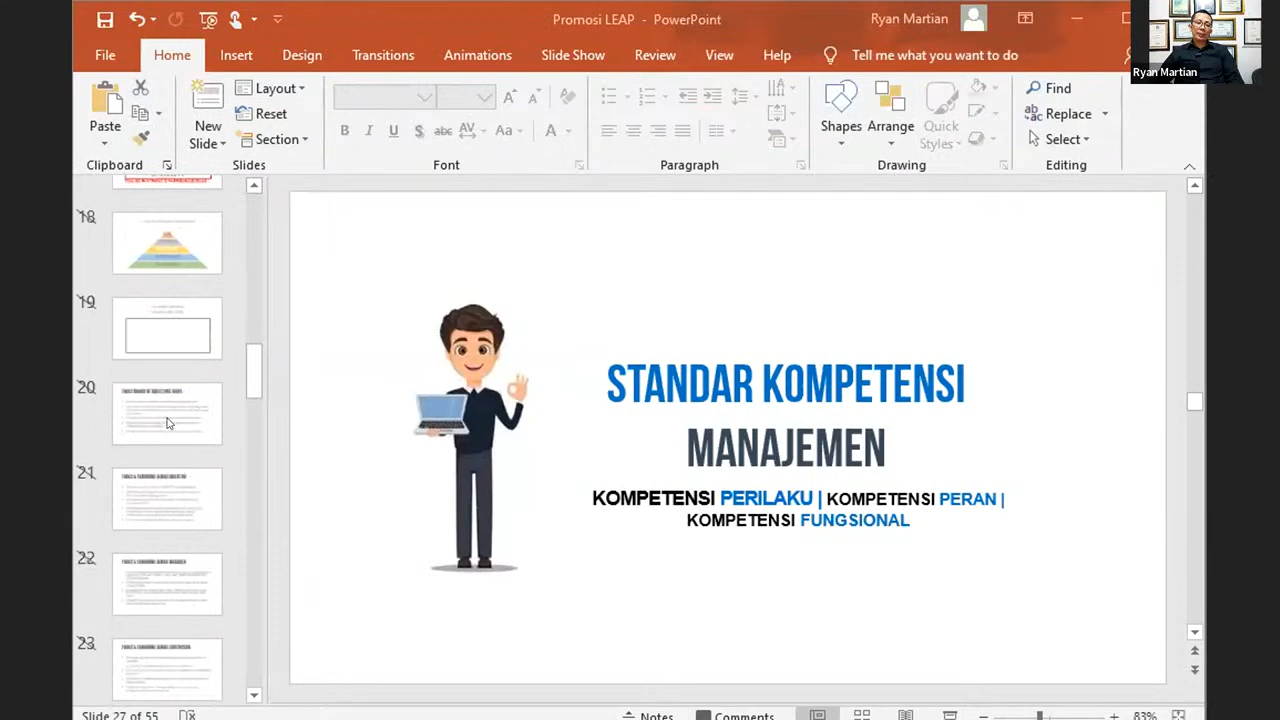 Promosi LEAP - PowerPoint
Ryan Martian
Ryan Martian
File Home Insert Design Transitions Animations Slide Show Review View Help Tell me what you want to do
Paste
Clipboard
New
Slide
Layout
Reset
Section
Slides
B I U S abc AV Aa A
Font
Paragraph
Shapes
Arrange
Quick
Styles
Drawing
Find
Replace
Select
Editing
18
19
20
21
22
23
STANDAR KOMPETENSI
MANAJEMEN
KOMPETENSI PERILAKU | KOMPETENSI PERAN |
KOMPETENSI FUNGSIONAL
Slide 27 of 55
Notes
Comments
83%